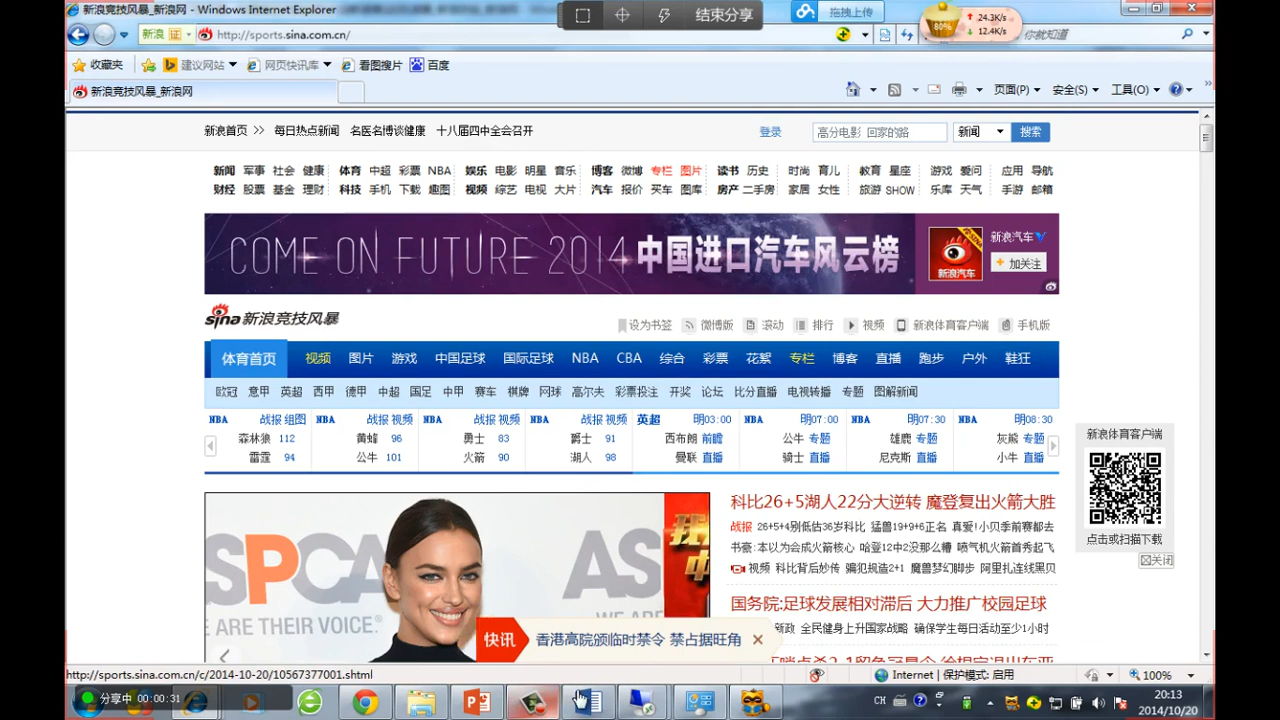 新浪竞技风暴_新浪网 - Windows Internet Explorer
结束分享
拖拽上传
80%
24.3K/s
12.4K/s
新浪 证
http://sports.sina.com.cn/
你就知道
收藏夹 建议网站 网页快讯库 看图搜片 百度
新浪竞技风暴_新浪网
页面(P) 安全(S) 工具(O)
新浪首页 >> 每日热点新闻 名医名博谈健康 十八届四中全会召开
登录 高分电影 回家的路 新闻 搜索
新闻 军事 社会 健康 体育 中超 彩票 NBA 娱乐 电影 明星 音乐 博客 微博 专栏 图片 读书 历史 时尚 育儿 教育 星座 游戏 爱问 应用 导航
财经 股票 基金 理财 科技 手机 下载 趣图 视频 综艺 电视 大片 汽车 报价 买车 图库 房产 二手房 家居 女性 旅游 SHOW 乐库 天气 手游 邮箱
COME ON FUTURE 2014 中国进口汽车风云榜
新浪汽车
新浪汽车
+ 加关注
sina 新浪竞技风暴
设为书签 微博版 滚动 排行 视频 新浪体育客户端 手机版
体育首页 视频 图片 游戏 中国足球 国际足球 NBA CBA 综合 彩票 花絮 专栏 博客 直播 跑步 户外 鞋狂
欧冠 意甲 英超 西甲 德甲 中超 国足 中甲 赛车 棋牌 网球 高尔夫 彩票投注 开奖 论坛 比分直播 电视转播 专题 图解新闻
NBA 战报 组图 NBA 战报 视频 NBA 战报 视频 NBA 战报 视频 英超 明03:00 NBA 明07:00 NBA 明07:30 NBA 明08:30
森林狼 112 黄蜂 96 勇士 83 爵士 91 西布朗 前瞻 公牛 专题 雄鹿 专题 灰熊 专题
雷霆 94 公牛 101 火箭 90 湖人 98 曼联 直播 骑士 直播 尼克斯 直播 小牛 直播
新浪体育客户端
点击或扫描下载
关闭
ASPCA
AS
ARE THEIR VOICE.
WE ARE
科比26+5湖人22分大逆转 魔登复出火箭大胜
战报 26+5+4别低估36岁科比 猛兽19+9+6正名 真爱!小贝季前赛都去
书豪:本以为会成火箭核心 哈登12中2没那么糟 喷气机火箭首秀起飞
视频 科比背后妙传 骗犯规造2+1 魔兽梦幻脚步 阿里扎连线黑贝
国务院:足球发展相对滞后 大力推广校园足球
新政 全民健身上升国家战略 确保学生每日活动至少1小时
快讯 香港高院颁临时禁令 禁占据旺角
http://sports.sina.com.cn/c/2014-10-20/10567377001.shtml
Internet | 保护模式: 启用
100%
分享中 00:00:31
CH
20:13
2014/10/20